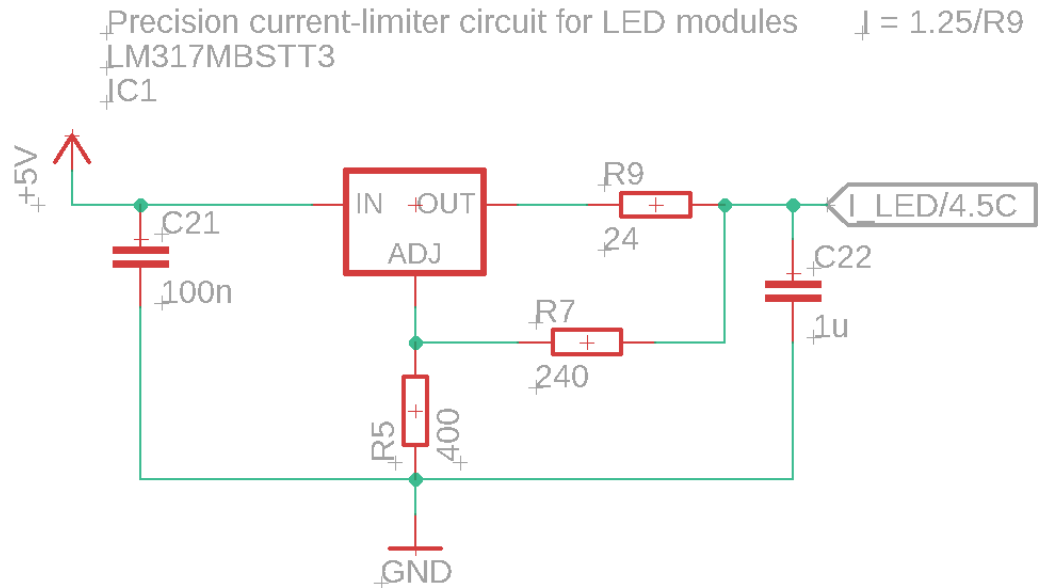 Precision current-limiter circuit for LED modules I = 1.25/R9
LM317MBSTT3
IC1
+5V
C21
100n
IN OUT
ADJ
R9
24
I_LED/4.5C
C22
1u
R7
240
R5
400
GND